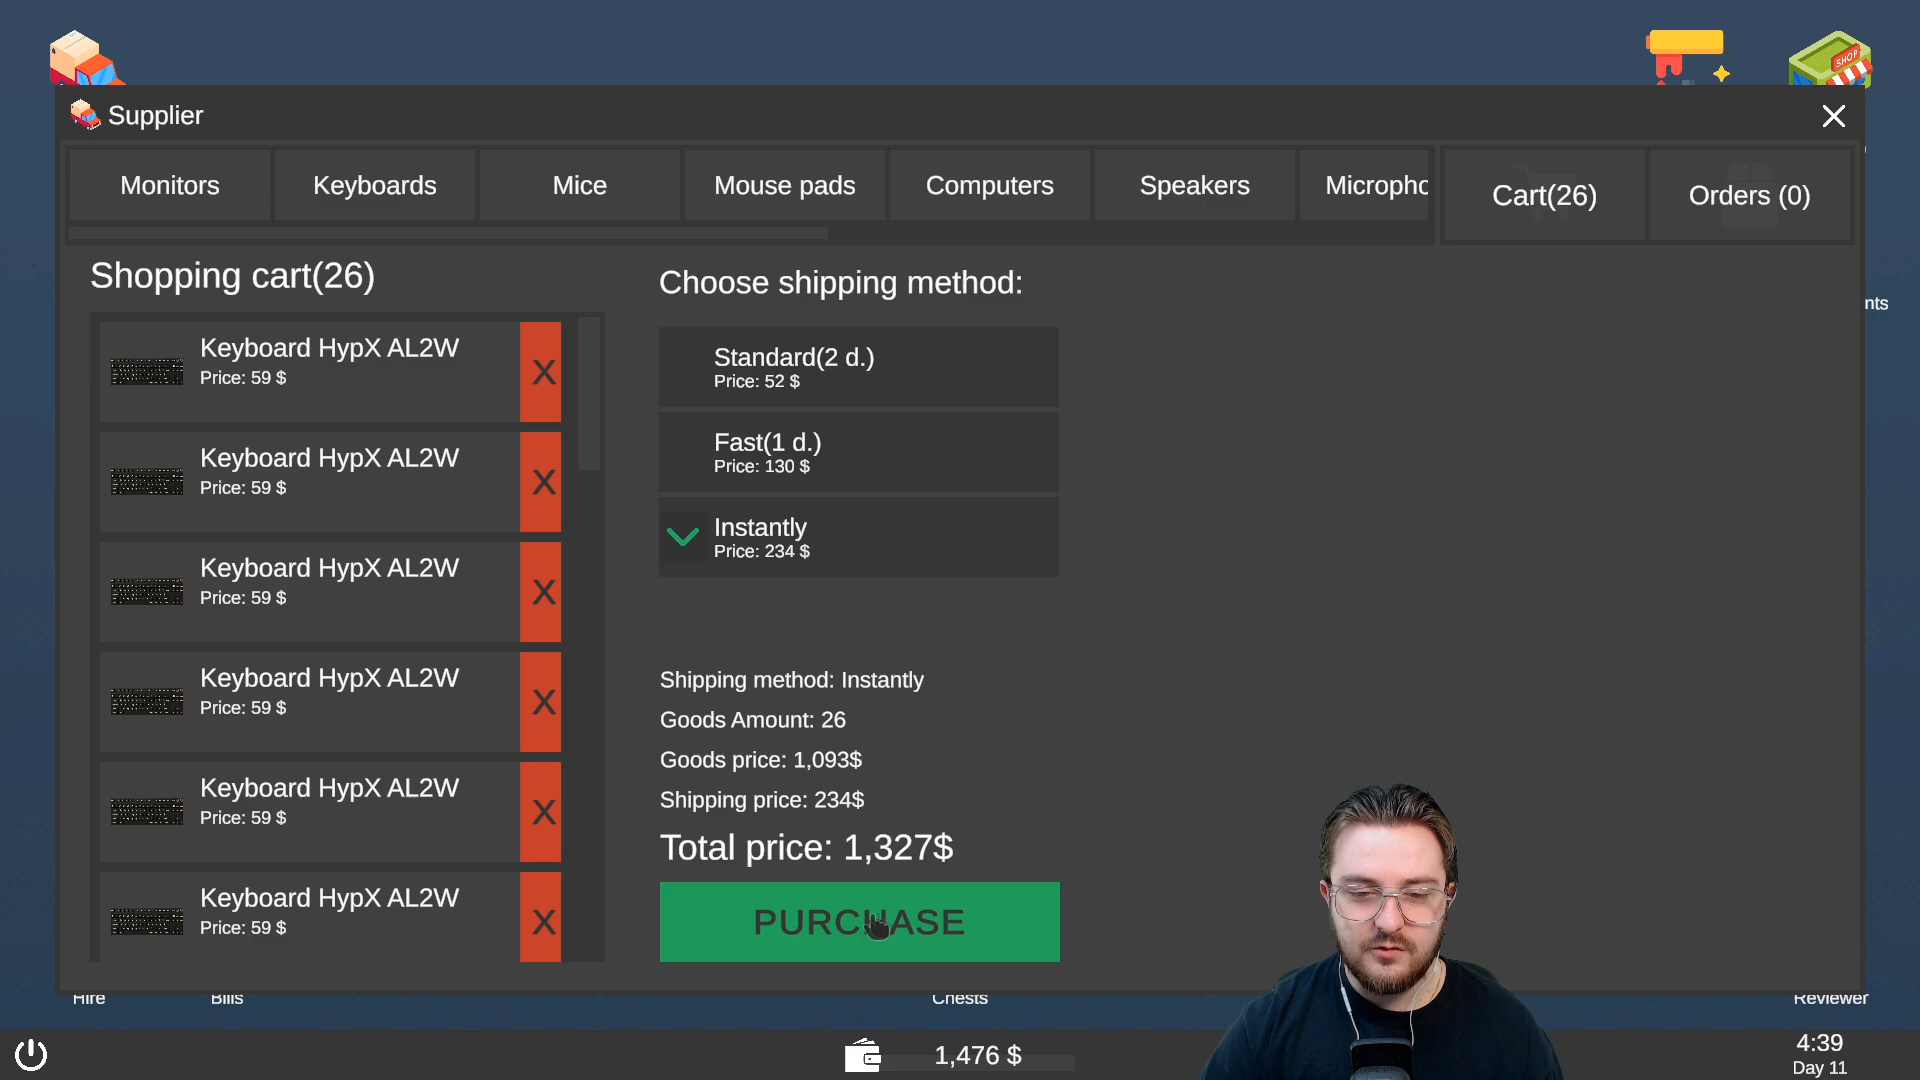 SHOP
Supplier
Monitors
Keyboards
Mice
Mouse pads
Computers
Speakers
Micropho
Cart(26)
Orders (0)
Shopping cart(26)
Keyboard HypX AL2W
Price: 59 $
Keyboard HypX AL2W
Price: 59 $
Keyboard HypX AL2W
Price: 59 $
Keyboard HypX AL2W
Price: 59 $
Keyboard HypX AL2W
Price: 59 $
Keyboard HypX AL2W
Price: 59 $
X
X
X
X
X
X
Choose shipping method:
Standard(2 d.)
Price: 52 $
Fast(1 d.)
Price: 130 $
Instantly
Price: 234 $
Shipping method: Instantly
Goods Amount: 26
Goods price: 1,093$
Shipping price: 234$
Total price: 1,327$
PURCHASE
nts
Hire
Bills
Chests
Reviewer
1,476 $
4:39
Day 11